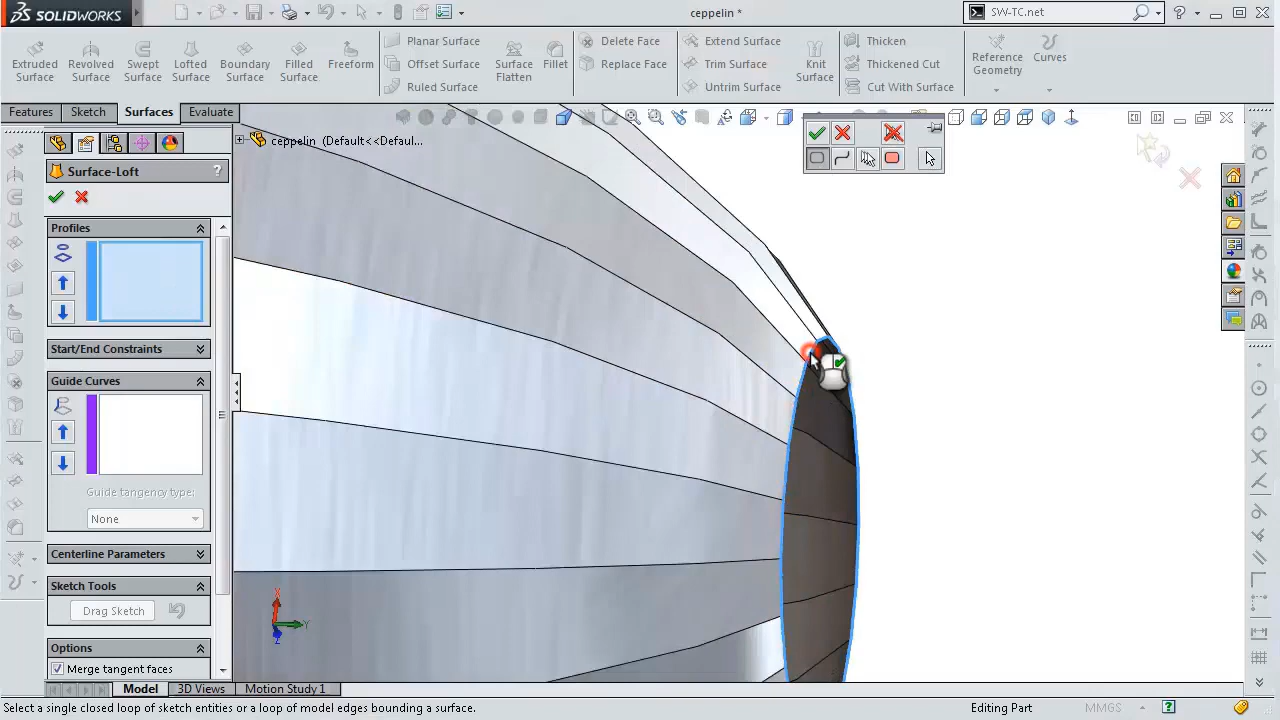 SOLIDWORKS
ceppelin *
SW-TC.net
Extruded Surface
Revolved Surface
Swept Surface
Lofted Surface
Boundary Surface
Refined Surface
Freeform
Planar Surface
Offset Surface
Ruled Surface
Surface Flatten
Fillet
Delete Face
Replace Face
Extend Surface
Trim Surface
Untrim Surface
Knit Surface
Thicken
Thickened Cut
Cut With Surface
Reference Geometry
Curves
Features
Sketch
Surfaces
Evaluate
ceppelin (Default<<Defaul...
Surface-Loft
?
Profiles
Start/End Constraints
Guide Curves
Guide tangency type:
None
Centerline Parameters
Sketch Tools
Drag Sketch
Options
Merge tangent faces
X
Y
Z
Model
3D Views
Motion Study 1
Select a single closed loop of sketch entities or a loop of model edges bounding a surface.
Editing Part
MMGS